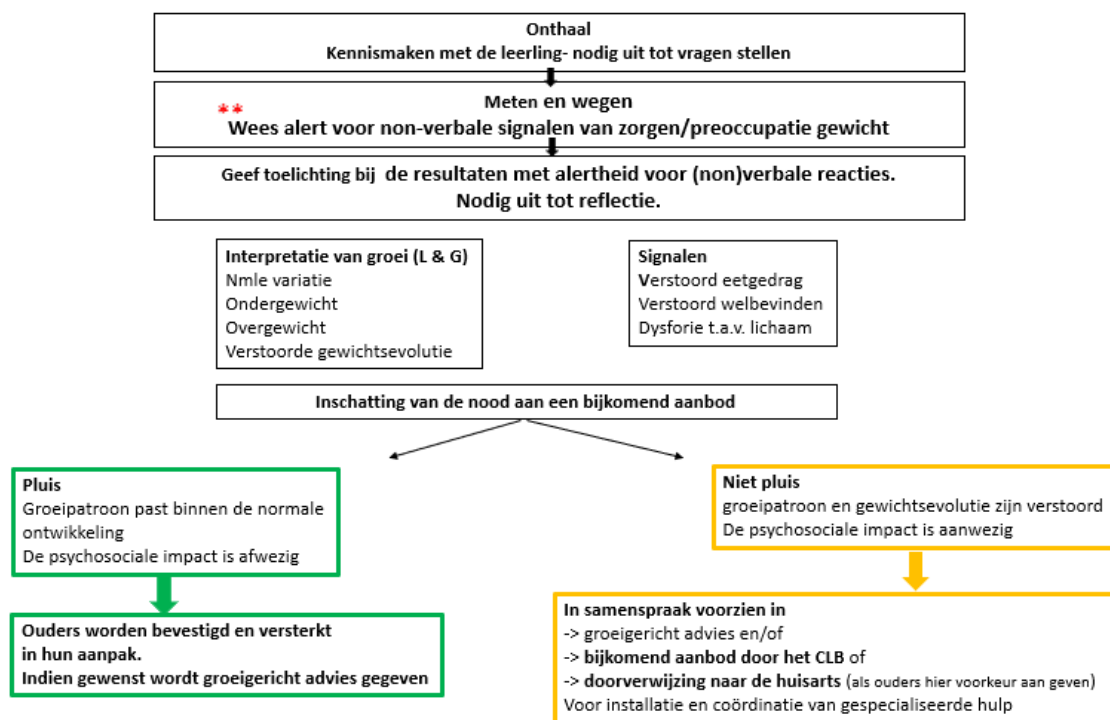 Onthaal
Kennismaken met de leerling- nodig uit tot vragen stellen
Meten en wegen
**
Wees alert voor non-verbale signalen van zorgen/preoccupatie gewicht
Geef toelichting bij de resultaten met alertheid voor (non)verbale reacties.
Nodig uit tot reflectie.
Interpretatie van groei (L & G)
Nmle variatie
Ondergewicht
Overgewicht
Verstoorde gewichtsevolutie
Signalen
Verstoord eetgedrag
Verstoord welbevinden
Dysforie t.a.v. lichaam
Inschatting van de nood aan een bijkomend aanbod
Pluis
Groeipatroon past binnen de normale
ontwikkeling
De psychosociale impact is afwezig
Niet pluis
groeipatroon en gewichtsevolutie zijn verstoord
De psychosociale impact is aanwezig
Ouders worden bevestigd en versterkt
in hun aanpak.
Indien gewenst wordt groeigericht advies gegeven
In samenspraak voorzien in
-> groeigericht advies en/of
-> bijkomend aanbod door het CLB of
-> doorverwijzing naar de huisarts (als ouders hier voorkeur aan geven)
Voor installatie en coördinatie van gespecialiseerde hulp